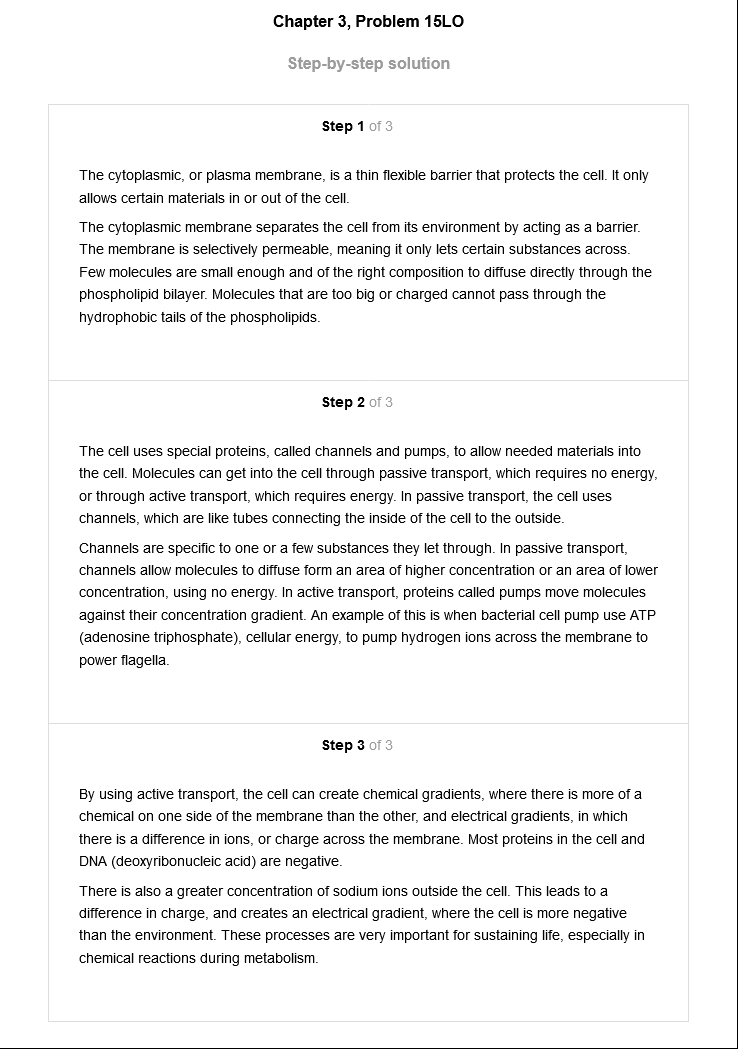 Chapter 3, Problem 15LO
Step-by-step solution
Step 1 of 3
The cytoplasmic, or plasma membrane, is a thin flexible barrier that protects the cell. It only
allows certain materials in or out of the cell.
The cytoplasmic membrane separates the cell from its environment by acting as a barrier.
The membrane is selectively permeable, meaning it only lets certain substances across.
Few molecules are small enough and of the right composition to diffuse directly through the
phospholipid bilayer. Molecules that are too big or charged cannot pass through the
hydrophobic tails of the phospholipids.
Step 2 of 3
The cell uses special proteins, called channels and pumps, to allow needed materials into
the cell. Molecules can get into the cell through passive transport, which requires no energy,
or through active transport, which requires energy. In passive transport, the cell uses
channels, which are like tubes connecting the inside of the cell to the outside.
Channels are specific to one or a few substances they let through. In passive transport,
channels allow molecules to diffuse form an area of higher concentration or an area of lower
concentration, using no energy. In active transport, proteins called pumps move molecules
against their concentration gradient. An example of this is when bacterial cell pump use ATP
(adenosine triphosphate), cellular energy, to pump hydrogen ions across the membrane to
power flagella.
Step 3 of 3
By using active transport, the cell can create chemical gradients, where there is more of a
chemical on one side of the membrane than the other, and electrical gradients, in which
there is a difference in ions, or charge across the membrane. Most proteins in the cell and
DNA (deoxyribonucleic acid) are negative.
There is also a greater concentration of sodium ions outside the cell. This leads to a
difference in charge, and creates an electrical gradient, where the cell is more negative
than the environment. These processes are very important for sustaining life, especially in
chemical reactions during metabolism.